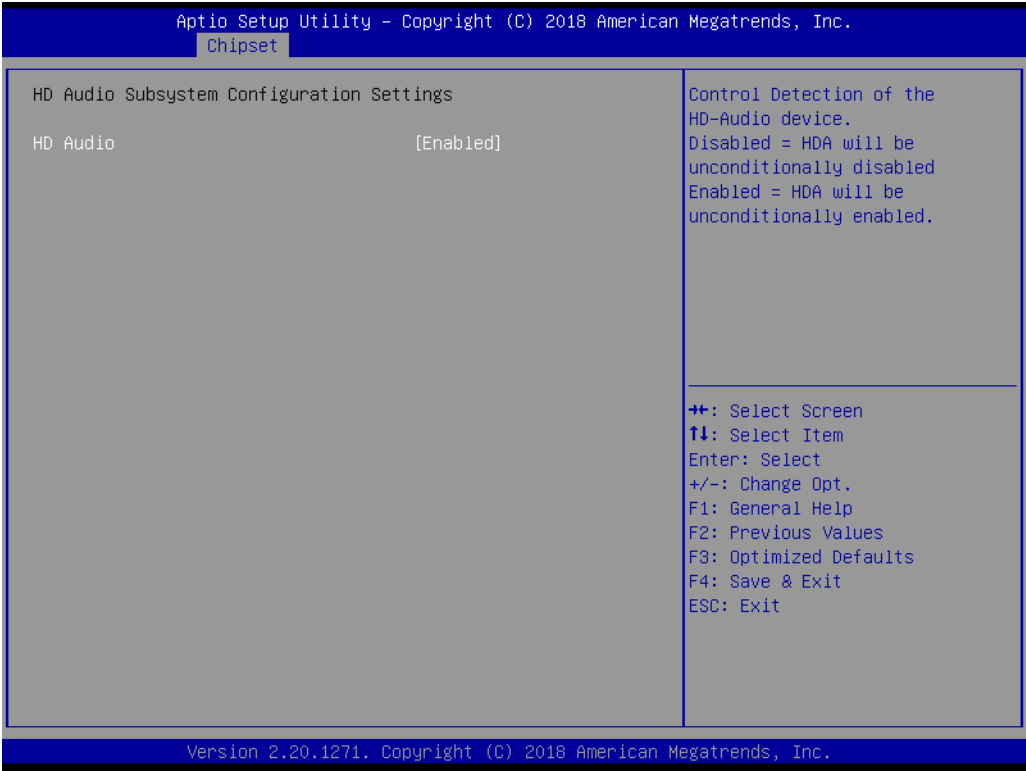 Aptio Setup Utility – Copyright (C) 2018 American Megatrends, Inc.
Chipset
HD Audio Subsystem Configuration Settings
HD Audio [Enabled]
Control Detection of the
HD-Audio device.
Disabled = HDA will be
unconditionally disabled
Enabled = HDA will be
unconditionally enabled.
→←: Select Screen
↑↓: Select Item
Enter: Select
+/-: Change Opt.
F1: General Help
F2: Previous Values
F3: Optimized Defaults
F4: Save & Exit
ESC: Exit
Version 2.20.1271. Copyright (C) 2018 American Megatrends, Inc.